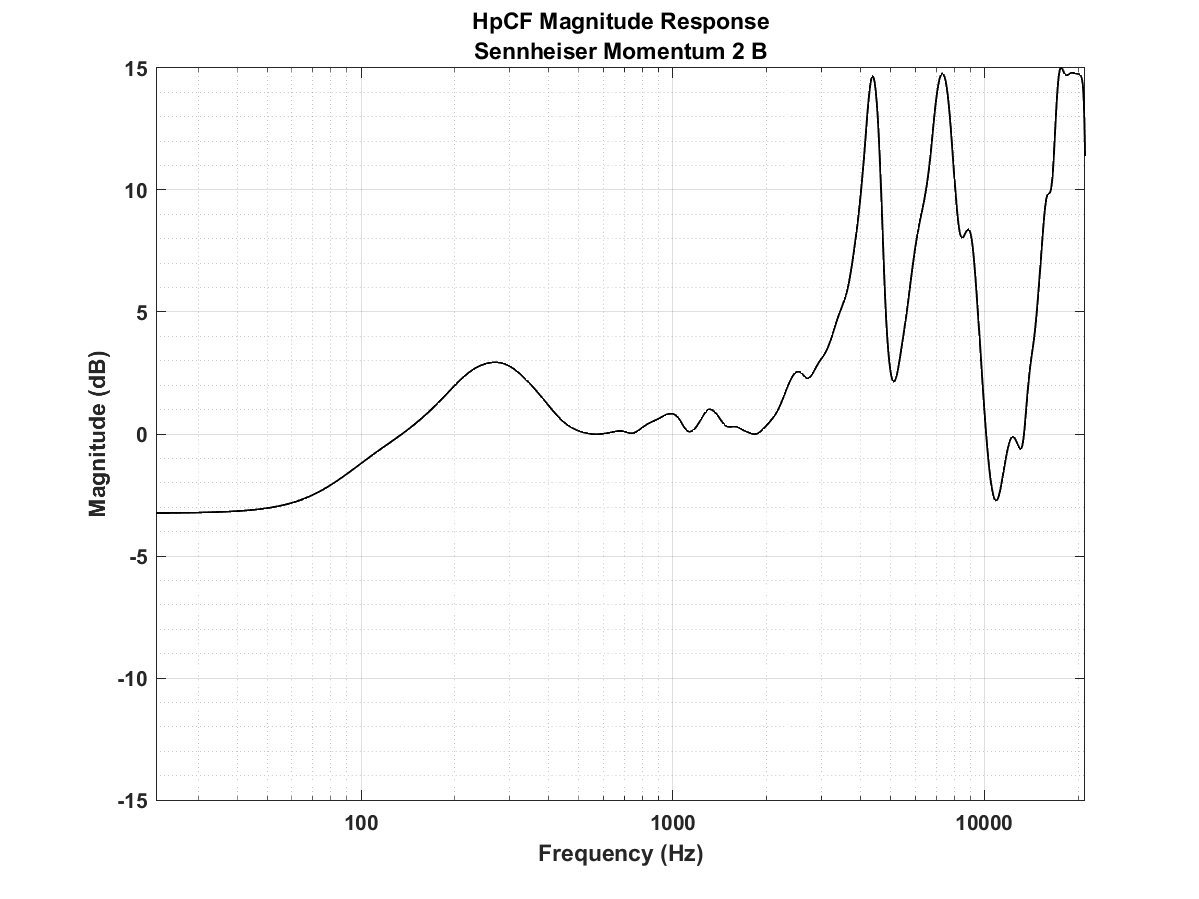 HpCF Magnitude Response
Sennheiser Momentum 2 B
15
10
5
0
-5
-10
-15
Magnitude (dB)
100
1000
10000
Frequency (Hz)